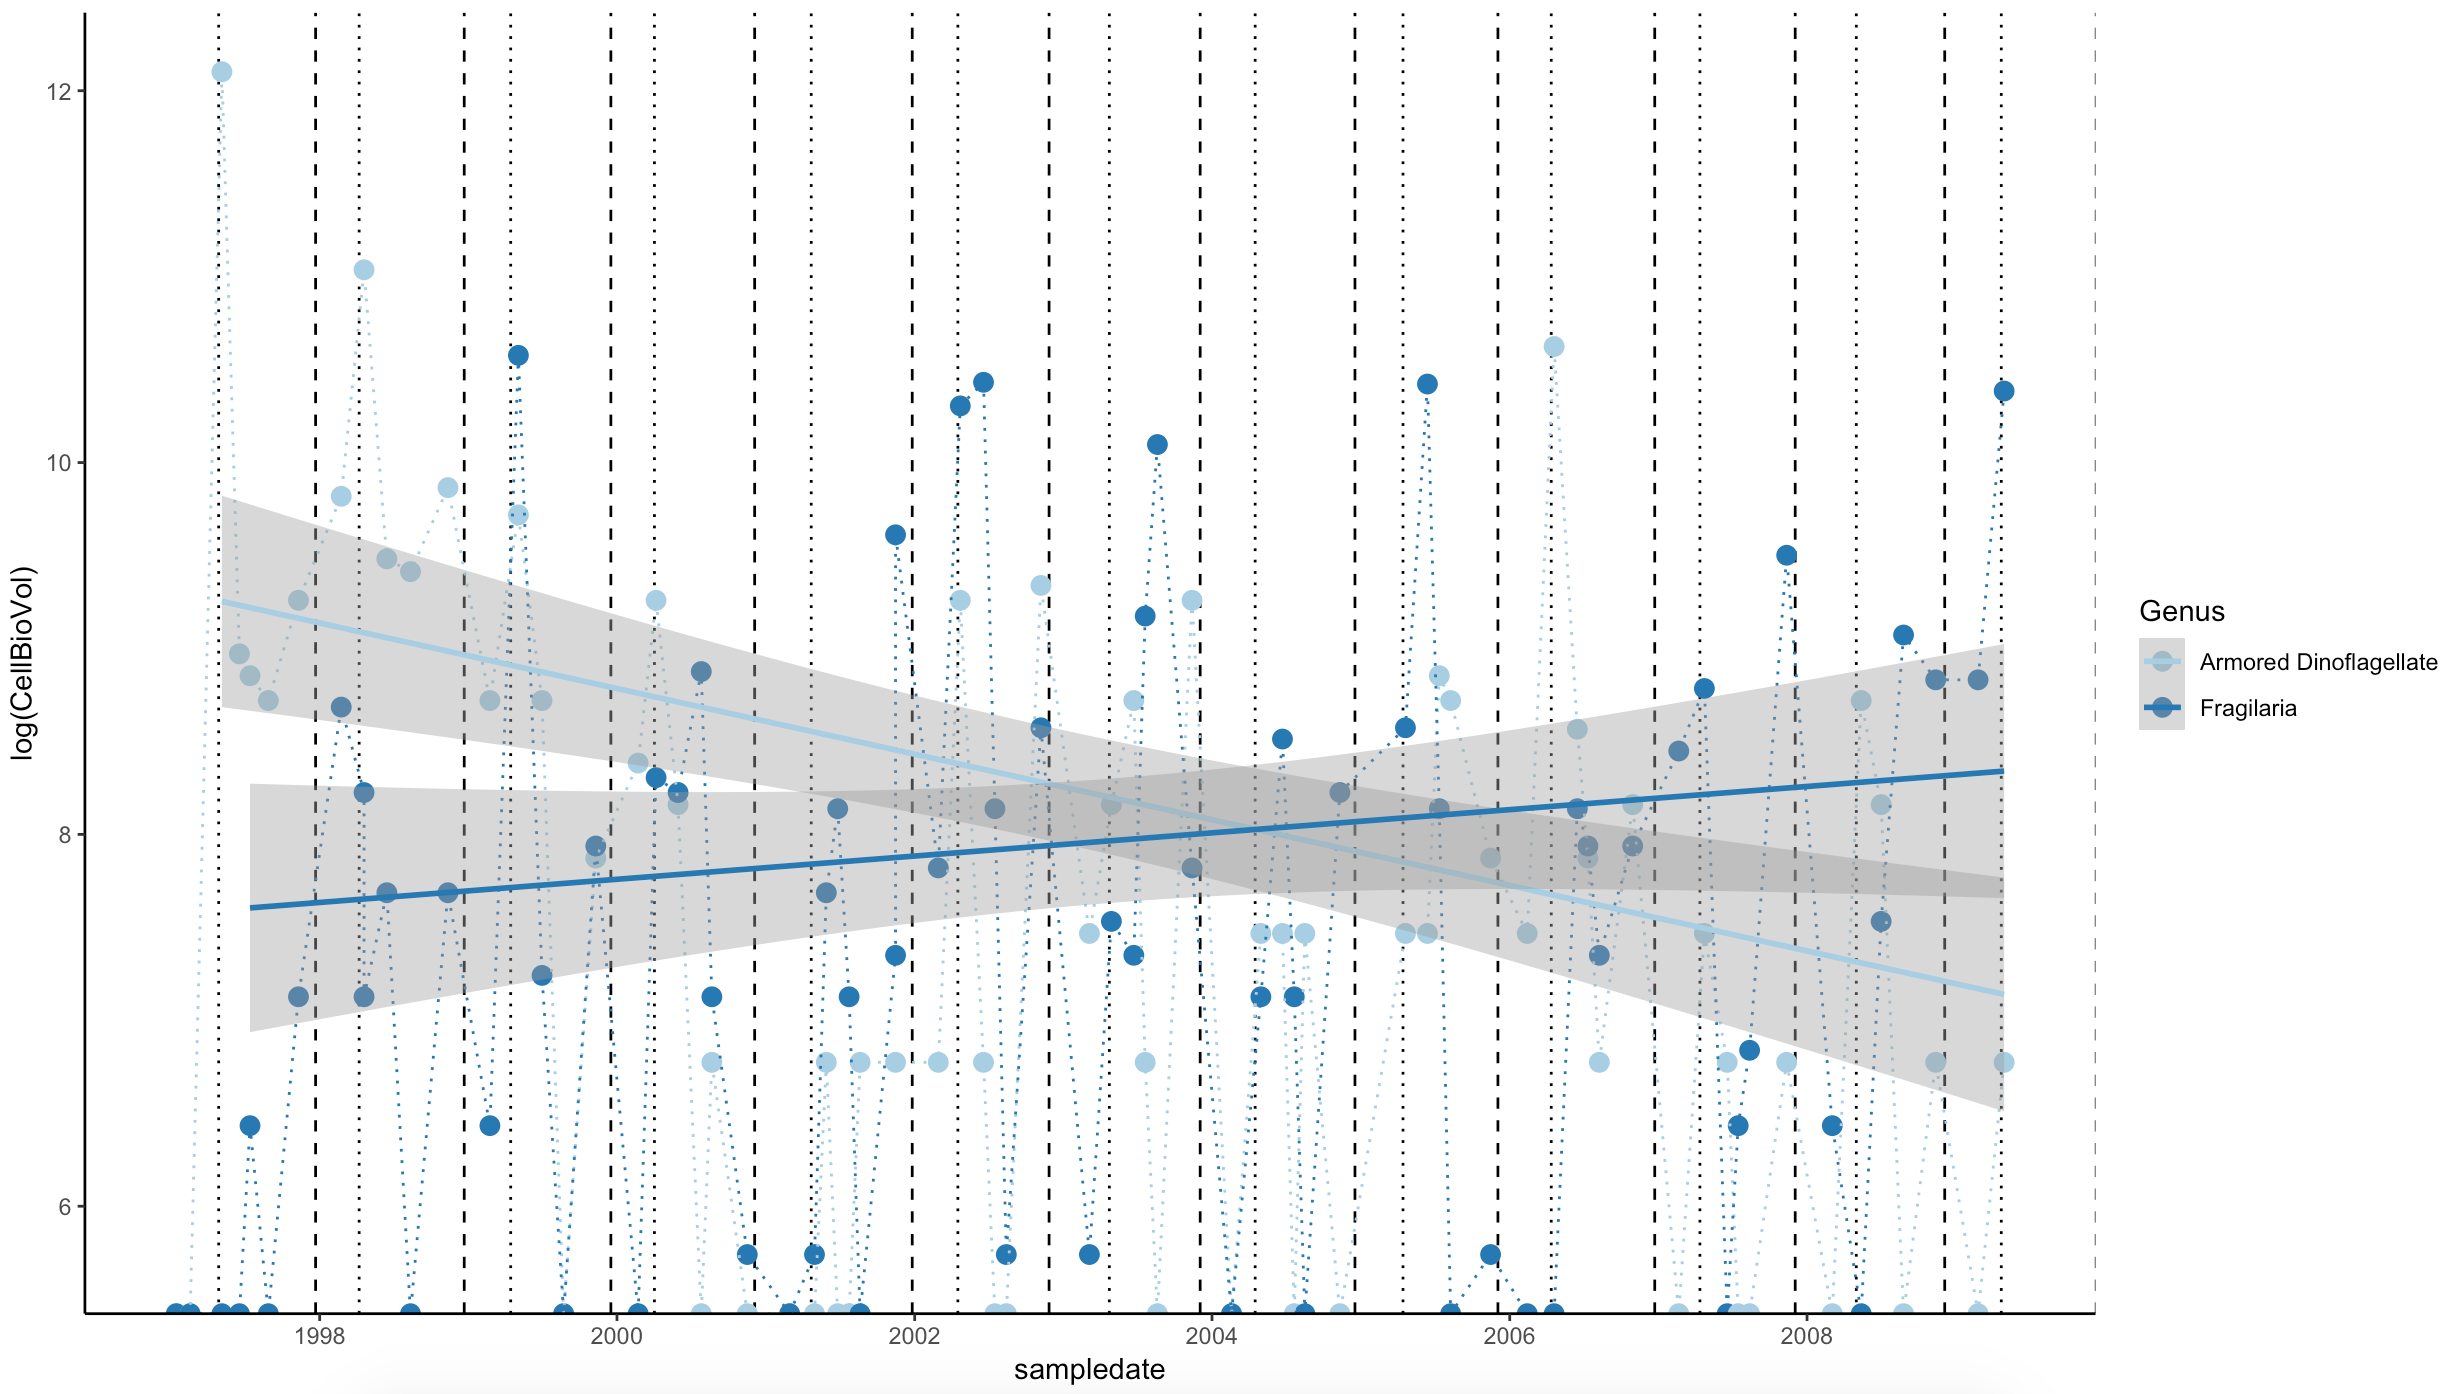 log(CellBioVol)
12
10
8
6
1998
2000
2002
2004
2006
2008
sampledate
Genus
Armored Dinoflagellate
Fragilaria